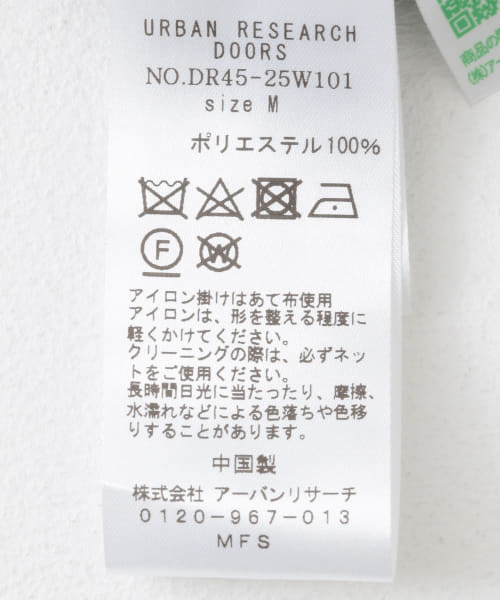 URBAN RESEARCH
DOORS
NO.DR45-25W101
size M
ポリエステル100%
F
W
アイロン掛けはあて布使用
アイロンは、形を整える程度に
軽くかけてください。
クリーニングの際は、必ずネッ
トをご使用ください。
長時間日光に当たったり、摩擦、
水濡れなどによる色落ちや色移
りすることがあります。
中国製
株式会社 アーバンリサーチ
0120-967-013
MFS
商品の
(株)アー